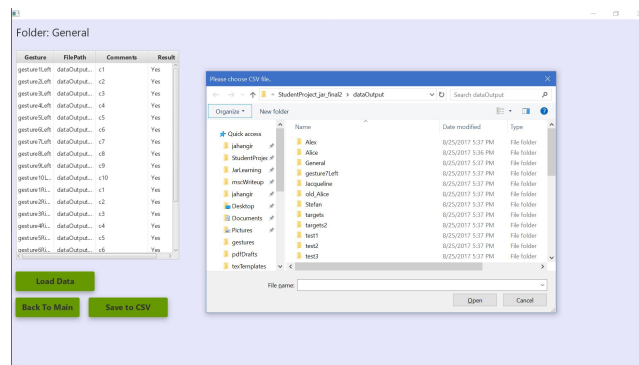 Folder: General
Gesture FilePath Comments Result
gesture1Left dataOutput... c1 Yes
gesture2Left dataOutput... c2 Yes
gesture3Left dataOutput... c3 Yes
gesture4Left dataOutput... c4 Yes
gesture5Left dataOutput... c5 Yes
gesture6Left dataOutput... c6 Yes
gesture7Left dataOutput... c7 Yes
gesture8Left dataOutput... c8 Yes
gesture9Left dataOutput... c9 Yes
gesture10L... dataOutput... c10 Yes
gesture1Ri... dataOutput... c1 Yes
gesture2Ri... dataOutput... c2 Yes
gesture3Ri... dataOutput... c3 Yes
gesture4Ri... dataOutput... c4 Yes
gesture5Ri... dataOutput... c5 Yes
gesture6Ri... dataOutput... c6 Yes
Load Data
Back To Main Save to CSV
Please choose CSV file.
StudentProject_jar_final2 > dataOutput Search dataOutput
Organize New folder
Name Date modified Type
Quick access
jahangir
StudentProjec
JarLearning
mscWriteup
jahangir
Desktop
Documents
Pictures
gestures
pdfDrafts
texTemplates
Alex 8/25/2017 5:37 PM File folder
Alice 8/25/2017 5:36 PM File folder
General 8/25/2017 5:37 PM File folder
gesture7Left 8/25/2017 5:37 PM File folder
Jacqueline 8/25/2017 5:37 PM File folder
old_Alice 8/25/2017 5:37 PM File folder
Stefan 8/25/2017 5:37 PM File folder
targets 8/25/2017 5:37 PM File folder
targets2 8/25/2017 5:37 PM File folder
test1 8/25/2017 5:37 PM File folder
test2 8/25/2017 5:37 PM File folder
test3 8/25/2017 5:37 PM File folder
File name:
Open Cancel